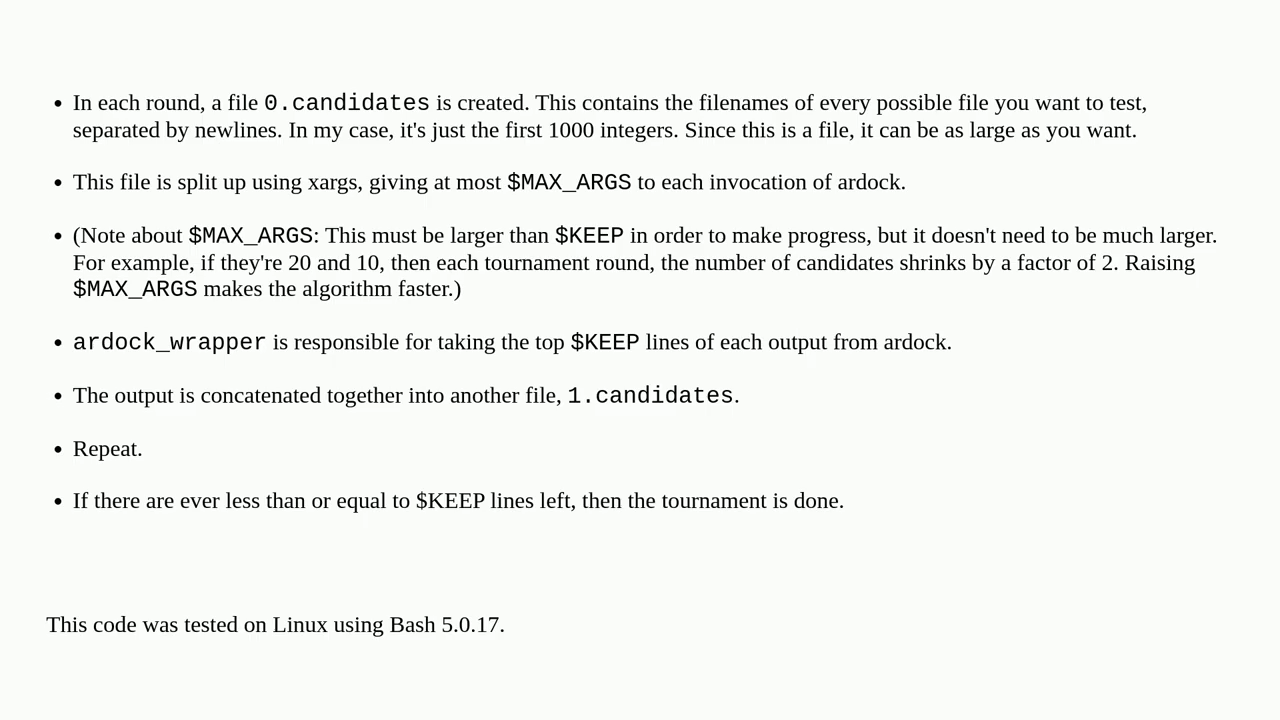 • In each round, a file 0.candidates is created. This contains the filenames of every possible file you want to test,
separated by newlines. In my case, it's just the first 1000 integers. Since this is a file, it can be as large as you want.
• This file is split up using xargs, giving at most $MAX_ARGS to each invocation of ardock.
• (Note about $MAX_ARGS: This must be larger than $KEEP in order to make progress, but it doesn't need to be much larger.
For example, if they're 20 and 10, then each tournament round, the number of candidates shrinks by a factor of 2. Raising
$MAX_ARGS makes the algorithm faster.)
• ardock_wrapper is responsible for taking the top $KEEP lines of each output from ardock.
• The output is concatenated together into another file, 1.candidates.
• Repeat.
• If there are ever less than or equal to $KEEP lines left, then the tournament is done.
This code was tested on Linux using Bash 5.0.17.